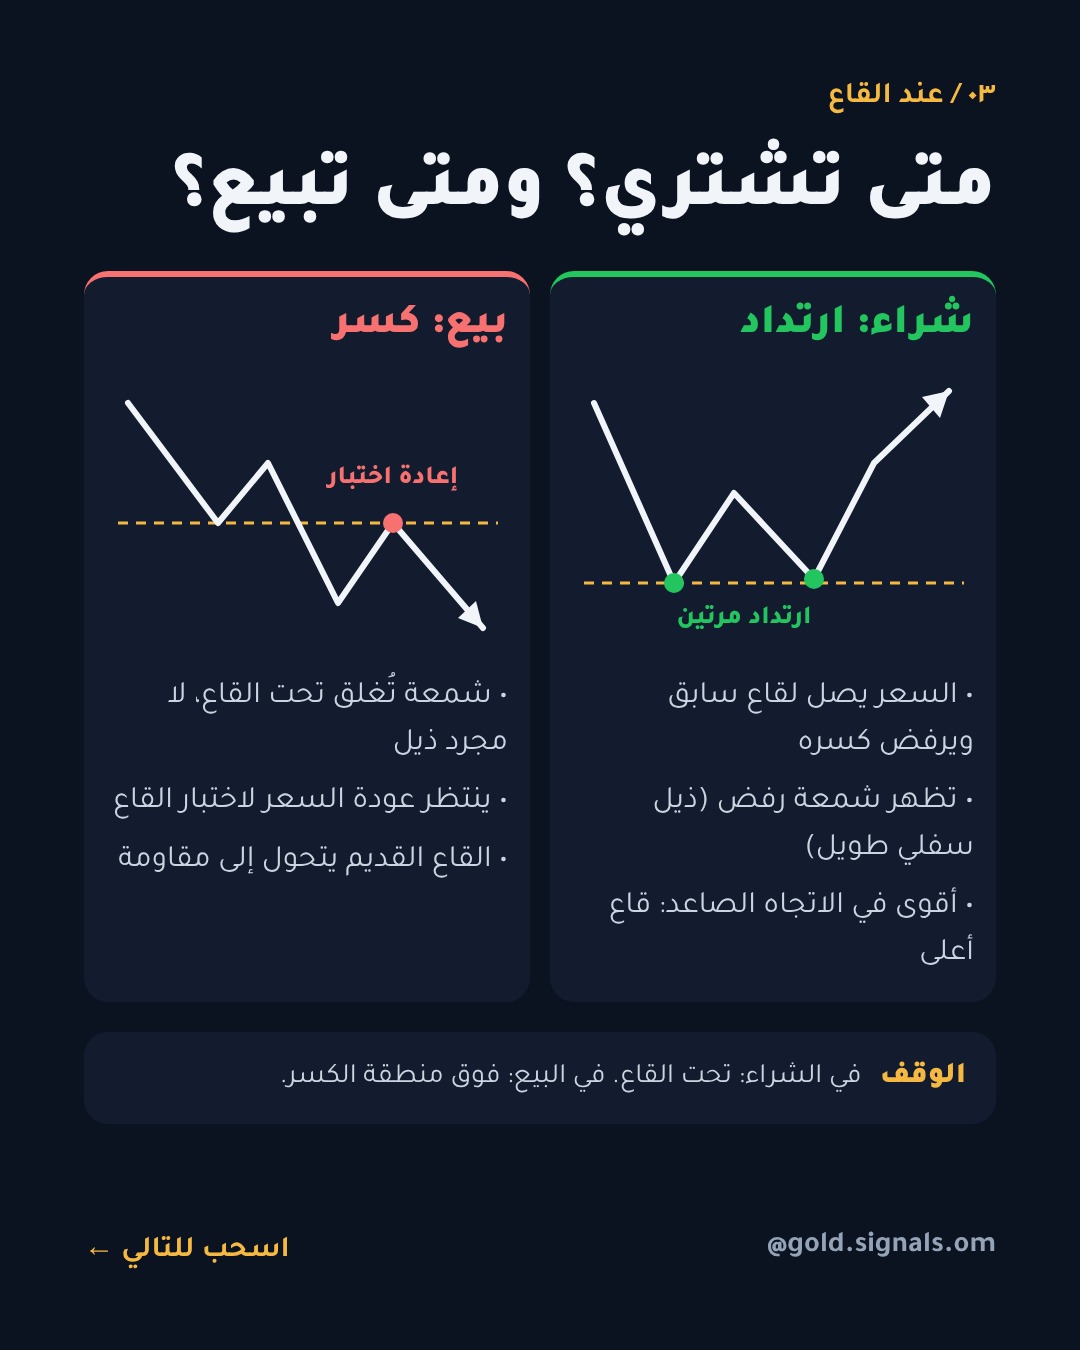 ٠٣ / عند القاع
متى تشتري؟ ومتى تبيع؟
شراء: ارتداد
ارتداد مرتين
• السعر يصل لقاع سابق
ويرفض كسره
• تظهر شمعة رفض (ذيل
سفلي طويل)
• أقوى في الاتجاه الصاعد: قاع
أعلى
بيع: كسر
إعادة اختبار
• شمعة تُغلق تحت القاع، لا
مجرد ذيل
• ينتظر عودة السعر لاختبار القاع
• القاع القديم يتحول إلى مقاومة
الوقف في الشراء: تحت القاع. في البيع: فوق منطقة الكسر.
@gold.signals.om
اسحب للتالي ←